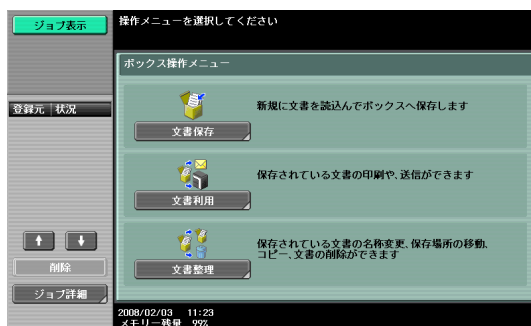 ジョブ表示
操作メニューを選択してください
ボックス操作メニュー
登録元 状況
新規に文書を読込んでボックスへ保存します
文書保存
保存されている文書の印刷や、送信ができます
文書利用
保存されている文書の名称変更、保存場所の移動、
コピー、文書の削除ができます
文書整理
削除
ジョブ詳細
2008/02/03 11:23
メモリー残量 99%